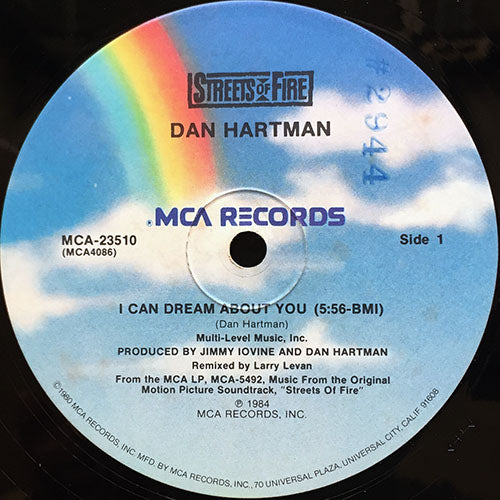 STREETS OF FIRE
DAN HARTMAN
#2944
MCA RECORDS
MCA-23510
(MCA4086)
Side 1
I CAN DREAM ABOUT YOU (5:56-BMI)
(Dan Hartman)
Multi-Level Music, Inc.
PRODUCED BY JIMMY IOVINE AND DAN HARTMAN
Remixed by Larry Levan
From the MCA LP, MCA-5492, Music From the Original
Motion Picture Soundtrack, "Streets Of Fire"
℗ 1984
MCA RECORDS, INC.
©1980 MCA RECORDS, INC. MFD. BY MCA RECORDS, INC., 70 UNIVERSAL PLAZA, UNIVERSAL CITY, CALIF. 91608